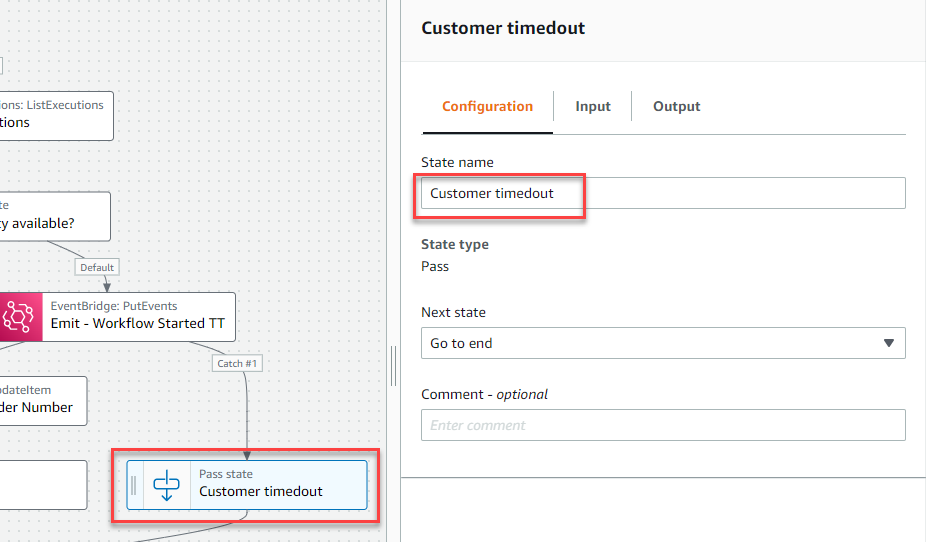 ions: ListExecutions
tions
te
ty available?
Default
EventBridge: PutEvents
Emit - Workflow Started TT
Catch #1
pdateItem
der Number
Pass state
Customer timedout
Customer timedout
Configuration
Input
Output
State name
Customer timedout
State type
Pass
Next state
Go to end
Comment - optional
Enter comment